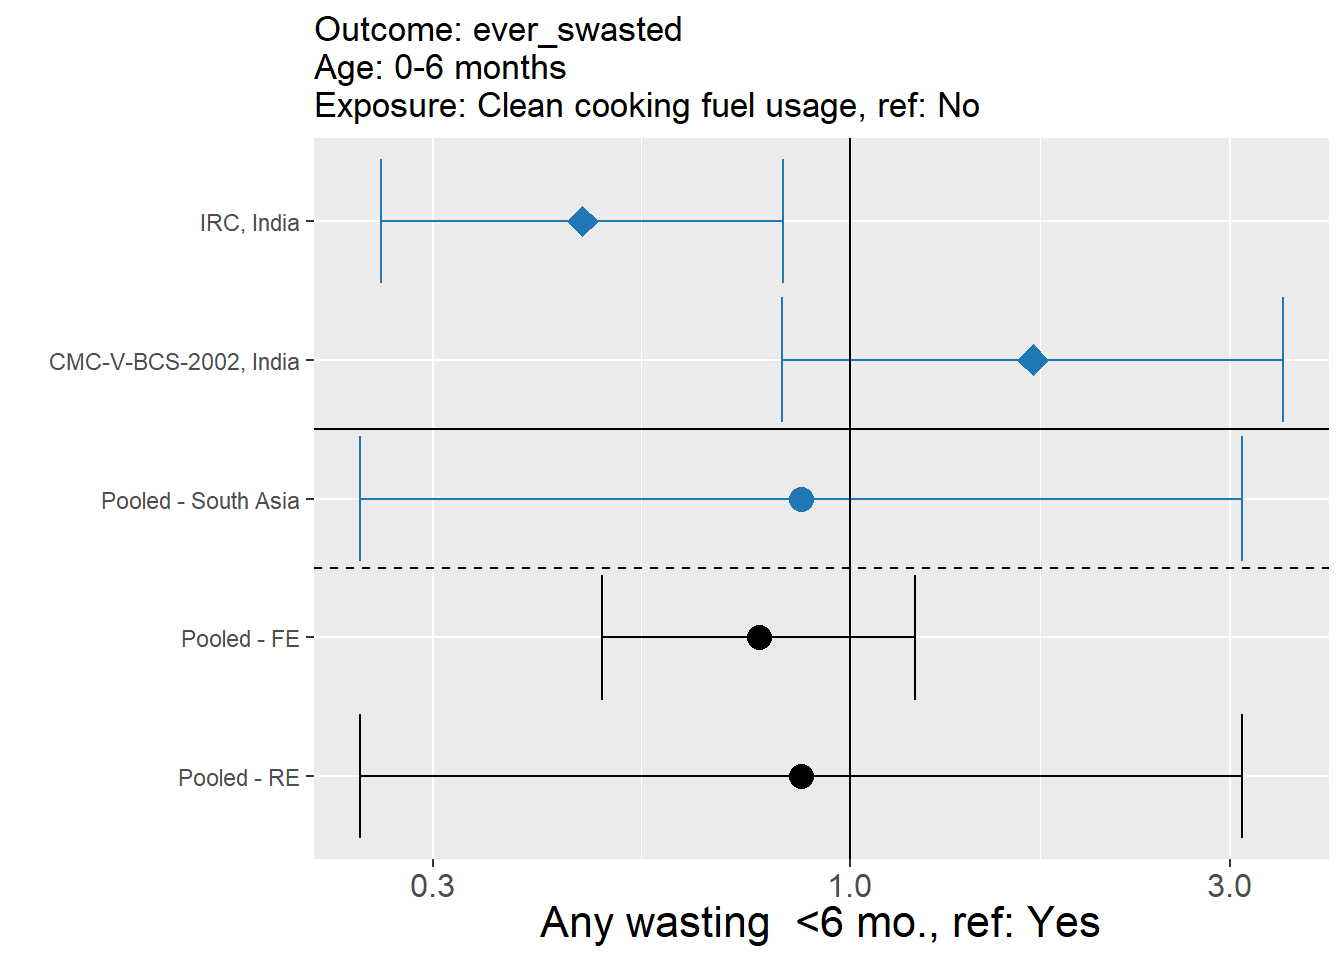 Outcome: ever_swasted
Age: 0-6 months
Exposure: Clean cooking fuel usage, ref: No
IRC, India
CMC-V-BCS-2002, India
Pooled - South Asia
Pooled - FE
Pooled - RE
0.3 1.0 3.0
Any wasting  <6 mo., ref: Yes